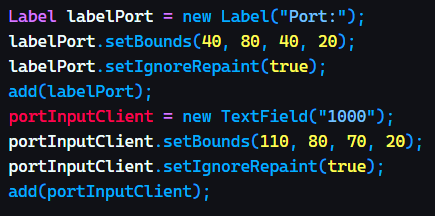 Label labelPort = new Label("Port:");
labelPort.setBounds(40, 80, 40, 20);
labelPort.setIgnoreRepaint(true);
add(labelPort);
portInputClient = new TextField("1000");
portInputClient.setBounds(110, 80, 70, 20);
portInputClient.setIgnoreRepaint(true);
add(portInputClient);